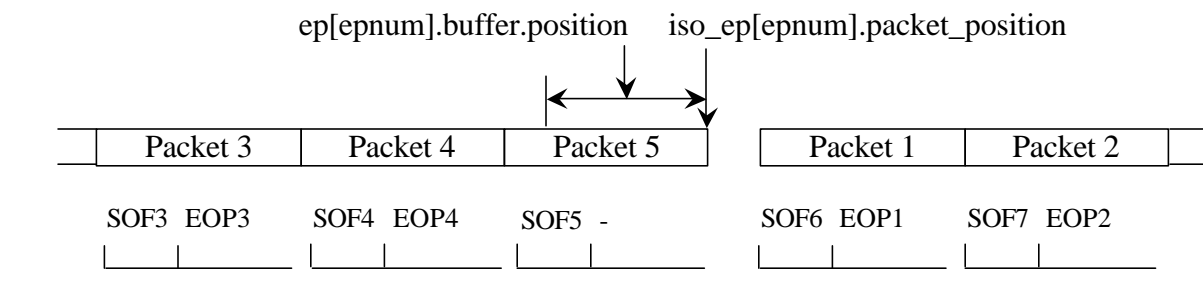 ep[epnum].buffer.position iso_ep[epnum].packet_position
Packet 3 Packet 4 Packet 5 Packet 1 Packet 2
SOF3 EOP3 SOF4 EOP4 SOF5 - SOF6 EOP1 SOF7 EOP2